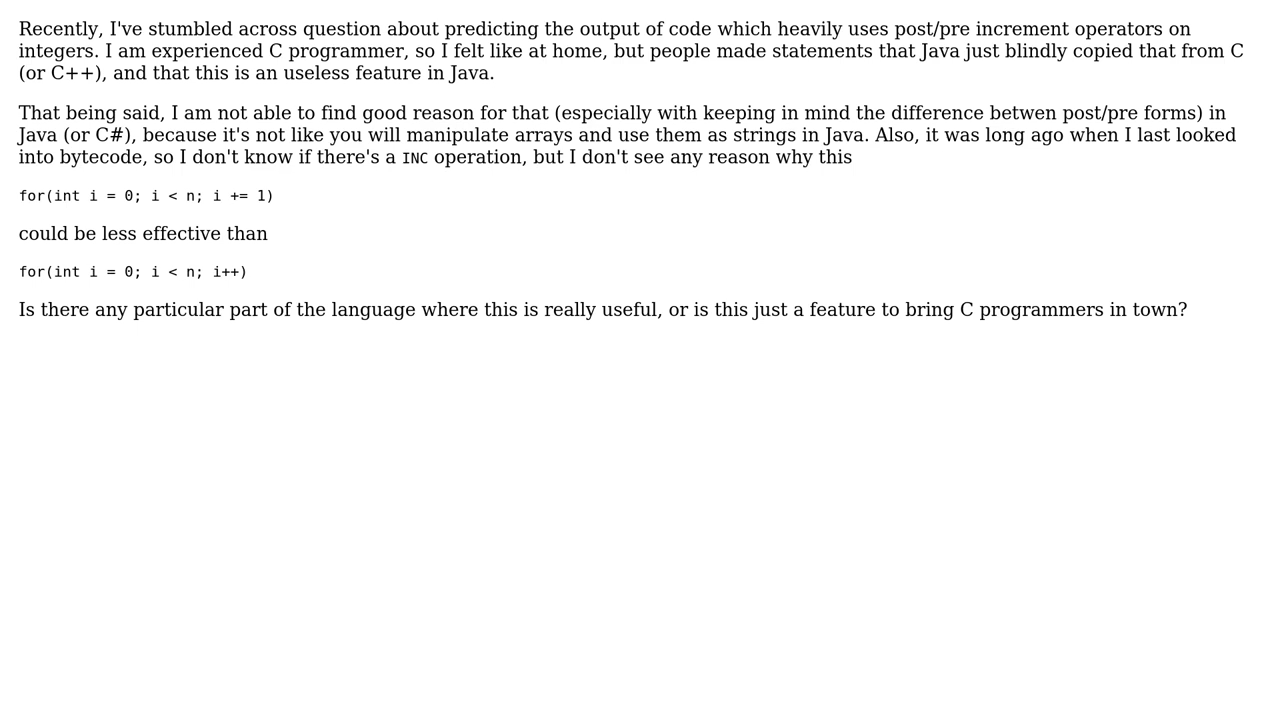 Recently, I've stumbled across question about predicting the output of code which heavily uses post/pre increment operators on
integers. I am experienced C programmer, so I felt like at home, but people made statements that Java just blindly copied that from C
(or C++), and that this is an useless feature in Java.
That being said, I am not able to find good reason for that (especially with keeping in mind the difference betwen post/pre forms) in
Java (or C#), because it's not like you will manipulate arrays and use them as strings in Java. Also, it was long ago when I last looked
into bytecode, so I don't know if there's a INC operation, but I don't see any reason why this
for(int i = 0; i < n; i += 1)
could be less effective than
for(int i = 0; i < n; i++)
Is there any particular part of the language where this is really useful, or is this just a feature to bring C programmers in town?